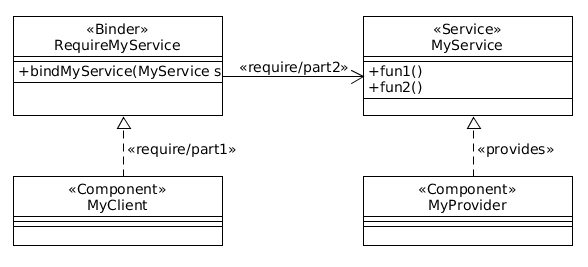 «Binder»
RequireMyService
+bindMyService(MyService s
«require/part2»
«Service»
MyService
+fun1()
+fun2()
«require/part1»
«provides»
«Component»
MyClient
«Component»
MyProvider